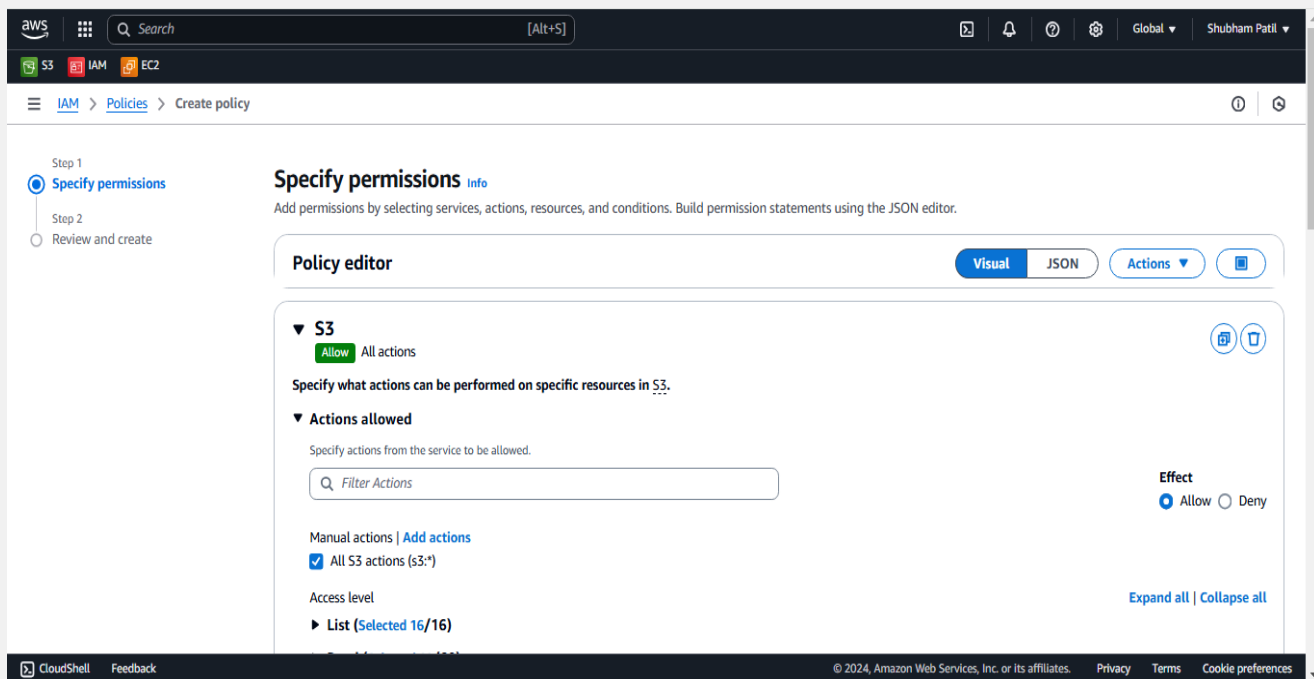 aws Search [Alt+S] Global Shubham Patil
S3 IAM EC2
IAM > Policies > Create policy
Step 1
Specify permissions
Step 2
Review and create
Specify permissions Info
Add permissions by selecting services, actions, resources, and conditions. Build permission statements using the JSON editor.
Policy editor Visual JSON Actions
S3
Allow All actions
Specify what actions can be performed on specific resources in S3.
Actions allowed
Specify actions from the service to be allowed.
Filter Actions
Effect
Allow Deny
Manual actions | Add actions
All S3 actions (s3:*)
Access level Expand all | Collapse all
List (Selected 16/16)
CloudShell Feedback © 2024, Amazon Web Services, Inc. or its affiliates. Privacy Terms Cookie preferences